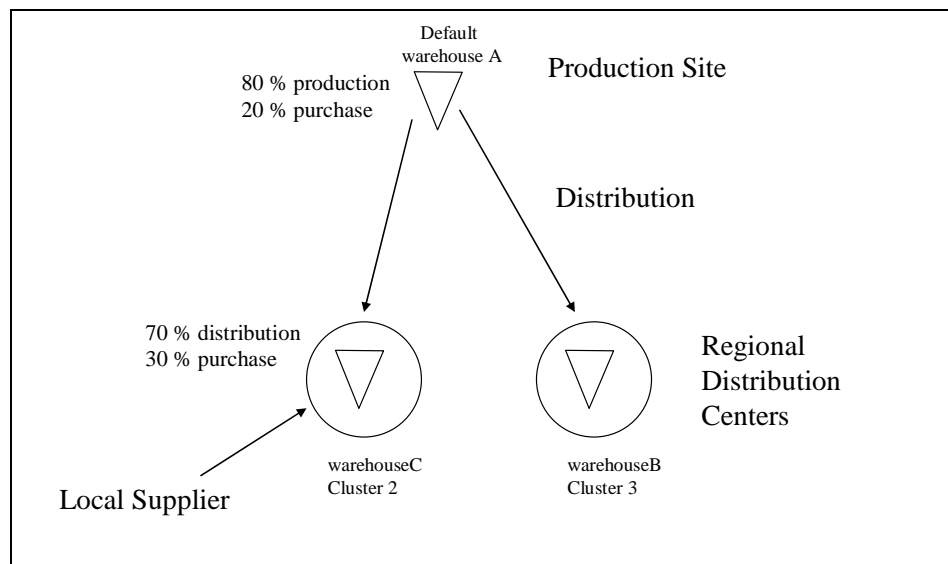 Default
warehouse A
80 % production
20 % purchase
Production Site
Distribution
70 % distribution
30 % purchase
Regional
Distribution
Centers
warehouseC
Cluster 2
warehouseB
Cluster 3
Local Supplier